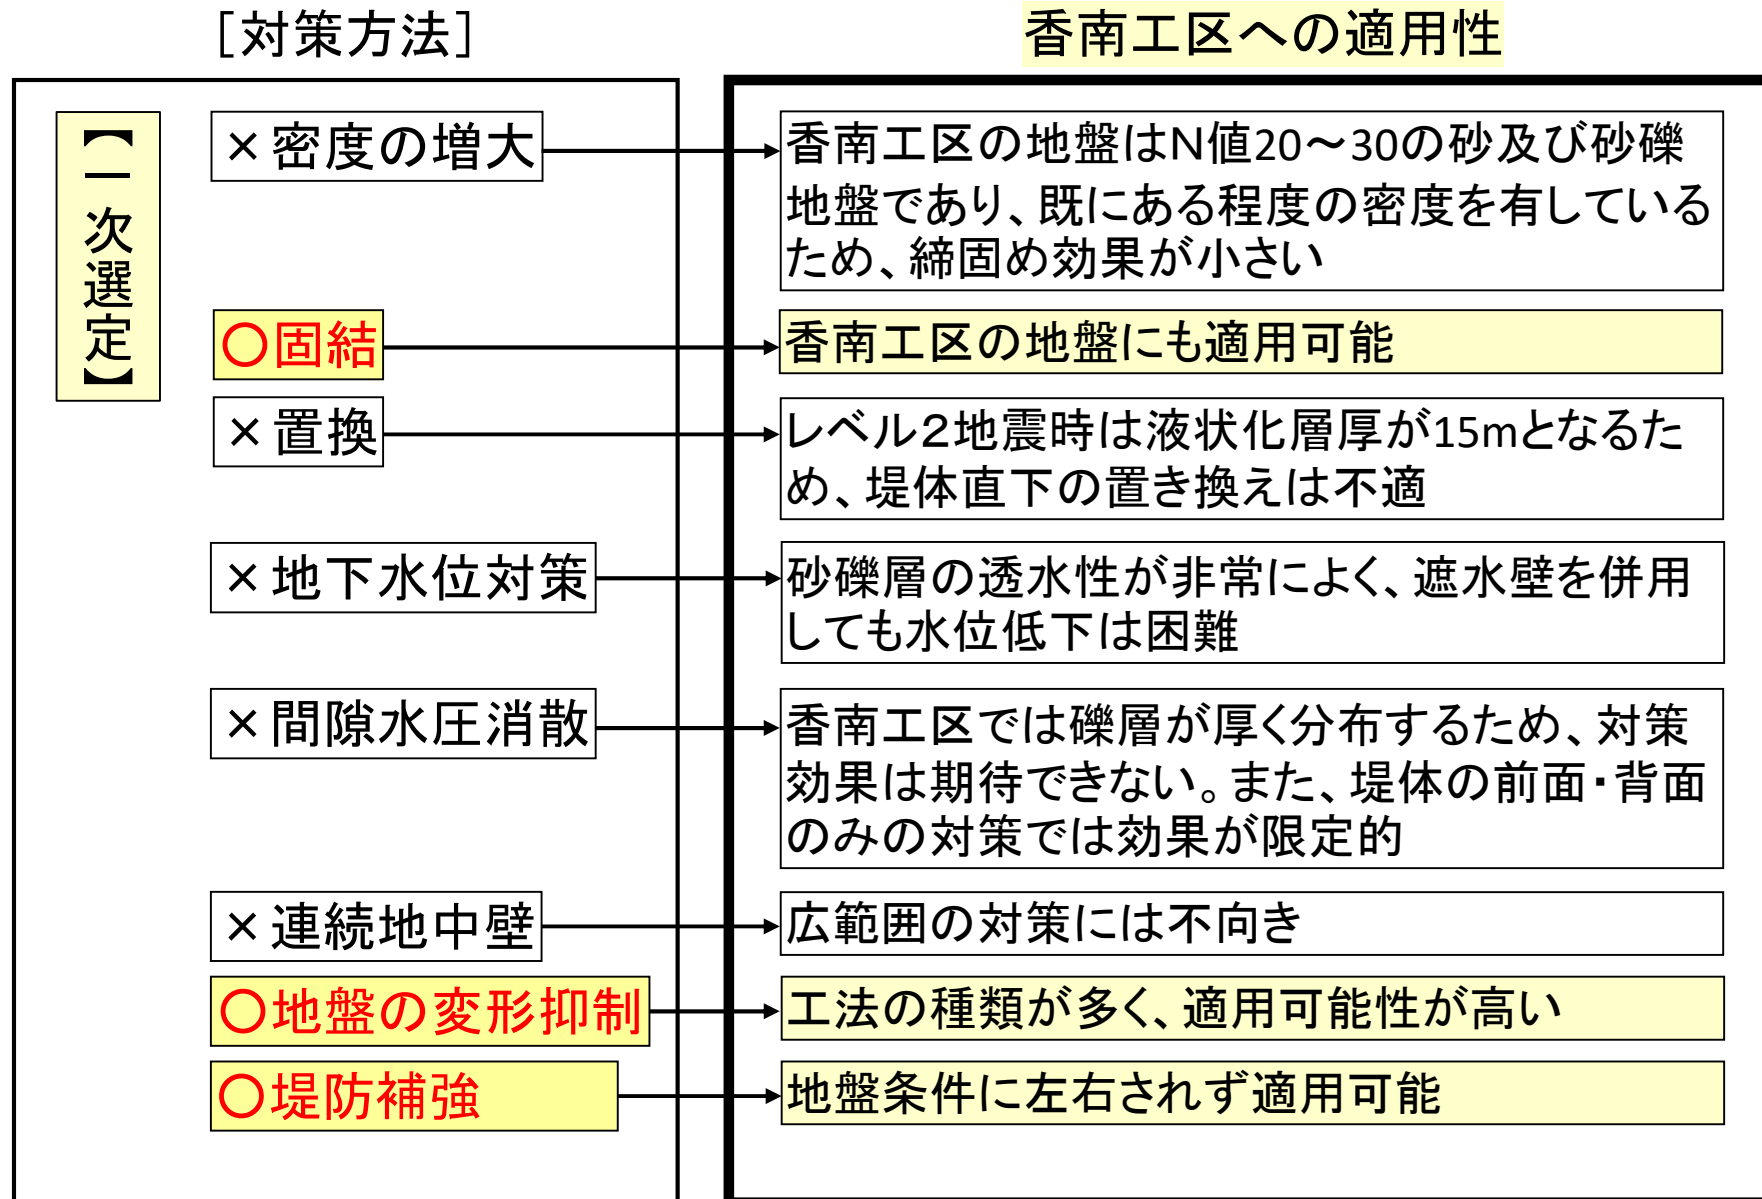 ［対策方法］
香南工区への適用性
【一次選定】
×密度の増大
香南工区の地盤はN値20～30の砂及び砂礫
地盤であり、既にある程度の密度を有している
ため、締固め効果が小さい
〇固結
香南工区の地盤にも適用可能
×置換
レベル２地震時は液状化層厚が15mとなるた
め、堤体直下の置き換えは不適
×地下水位対策
砂礫層の透水性が非常によく、遮水壁を併用
しても水位低下は困難
×間隙水圧消散
香南工区では礫層が厚く分布するため、対策
効果は期待できない。また、堤体の前面・背面
のみの対策では効果が限定的
×連続地中壁
広範囲の対策には不向き
〇地盤の変形抑制
工法の種類が多く、適用可能性が高い
〇堤防補強
地盤条件に左右されず適用可能